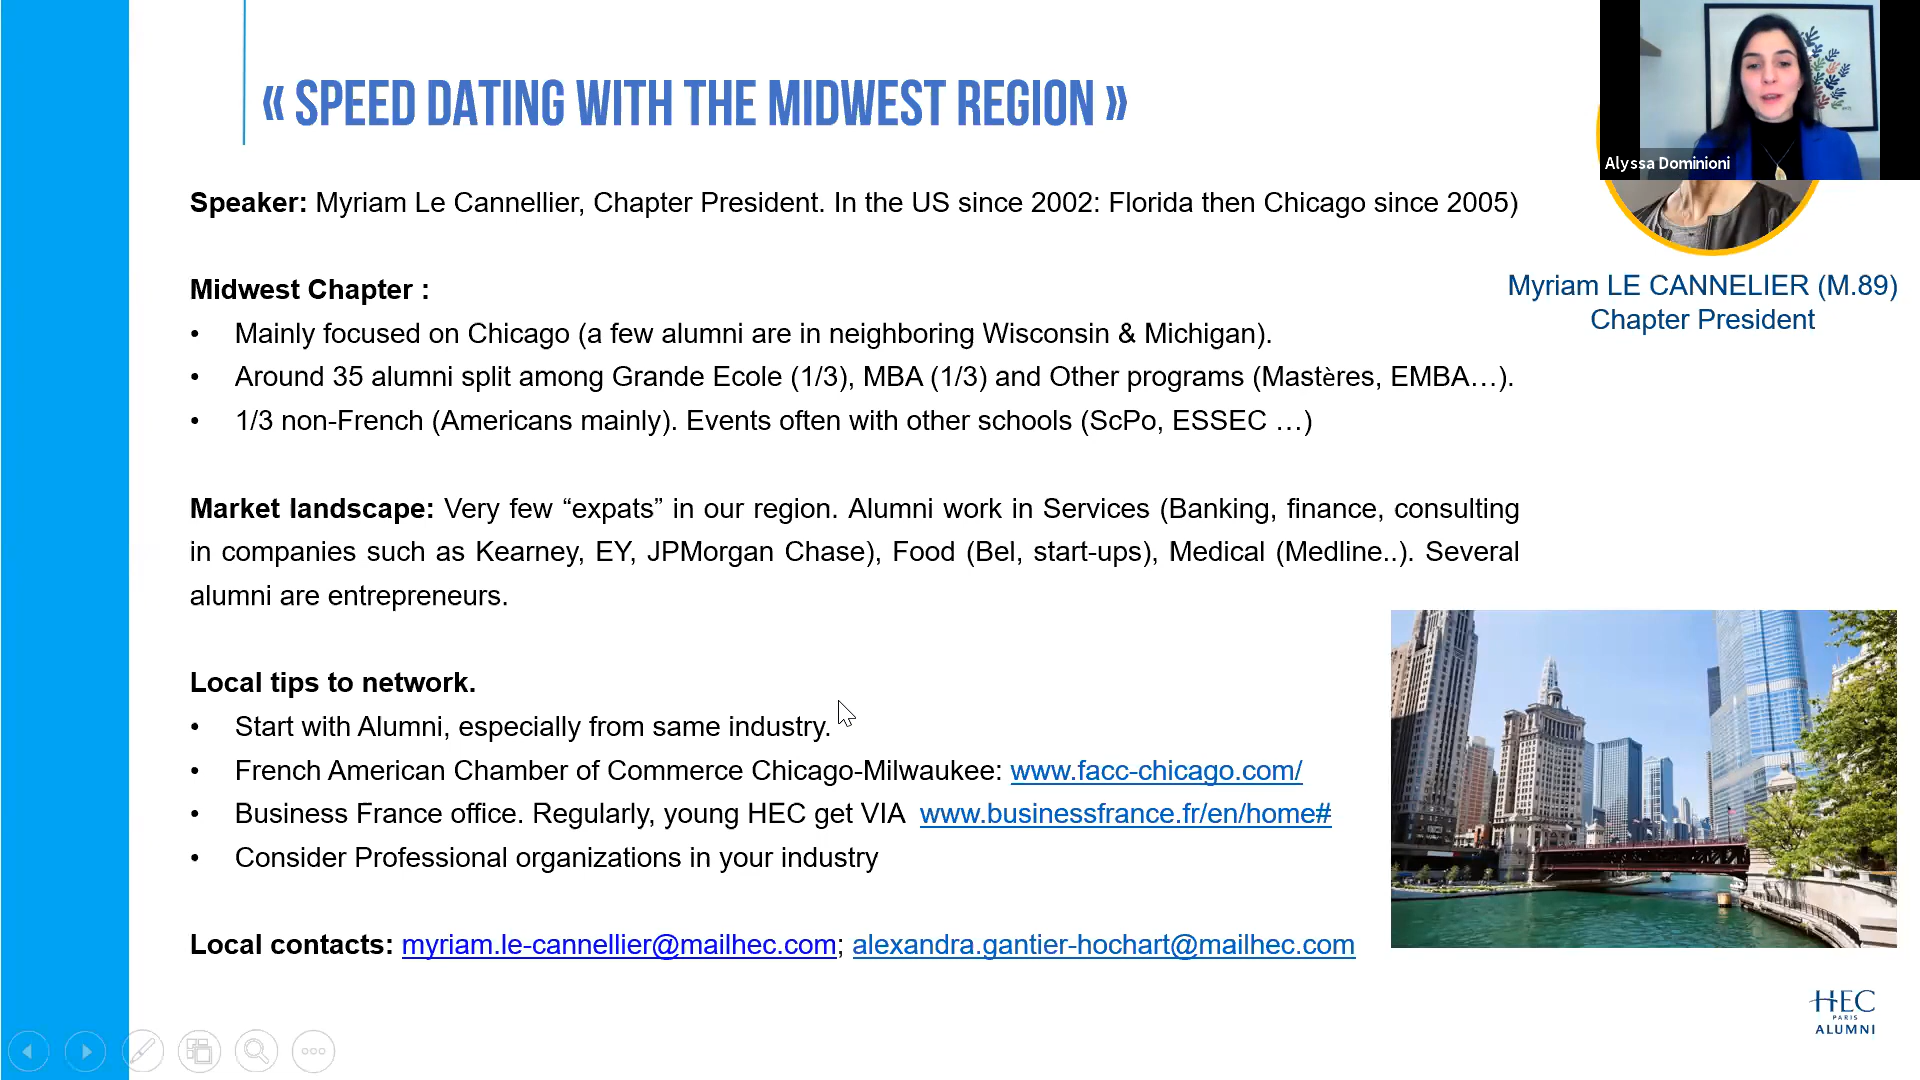 « SPEED DATING WITH THE MIDWEST REGION »
Alyssa Dominioni
Speaker: Myriam Le Cannellier, Chapter President. In the US since 2002: Florida then Chicago since 2005)
Myriam LE CANNELIER (M.89)
Chapter President
Midwest Chapter :
• Mainly focused on Chicago (a few alumni are in neighboring Wisconsin & Michigan).
• Around 35 alumni split among Grande Ecole (1/3), MBA (1/3) and Other programs (Mastères, EMBA…).
• 1/3 non-French (Americans mainly). Events often with other schools (ScPo, ESSEC …)
Market landscape: Very few “expats” in our region. Alumni work in Services (Banking, finance, consulting
in companies such as Kearney, EY, JPMorgan Chase), Food (Bel, start-ups), Medical (Medline..). Several
alumni are entrepreneurs.
Local tips to network.
• Start with Alumni, especially from same industry.
• French American Chamber of Commerce Chicago-Milwaukee: www.facc-chicago.com/
• Business France office. Regularly, young HEC get VIA www.businessfrance.fr/en/home#
• Consider Professional organizations in your industry
Local contacts: myriam.le-cannellier@mailhec.com; alexandra.gantier-hochart@mailhec.com
HEC
PARIS
ALUMNI